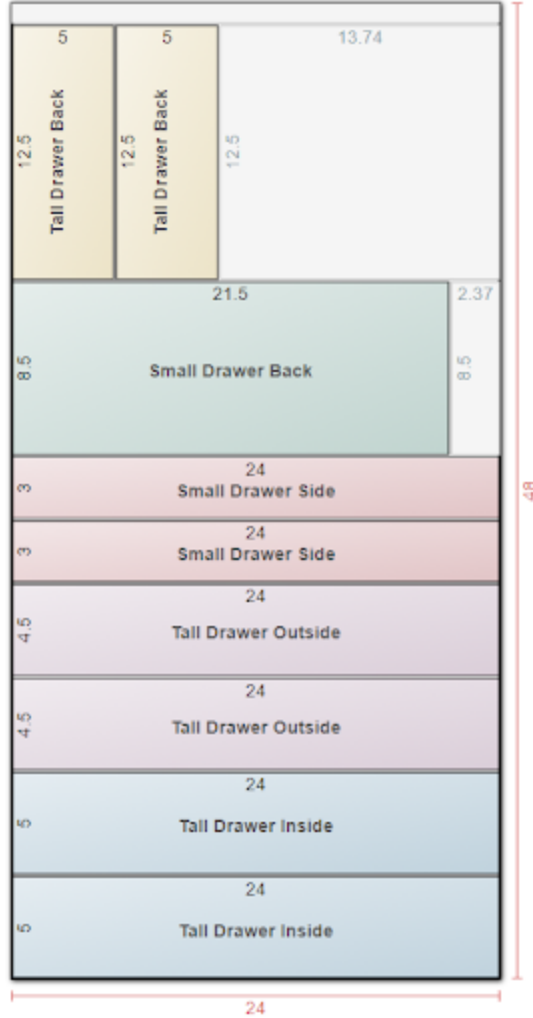 5
5
13.74
12.5
Tall Drawer Back
12.5
Tall Drawer Back
12.5
21.5
2.37
8.5
Small Drawer Back
8.5
24
3
Small Drawer Side
24
3
Small Drawer Side
48
24
4.5
Tall Drawer Outside
24
4.5
Tall Drawer Outside
24
5
Tall Drawer Inside
24
5
Tall Drawer Inside
24